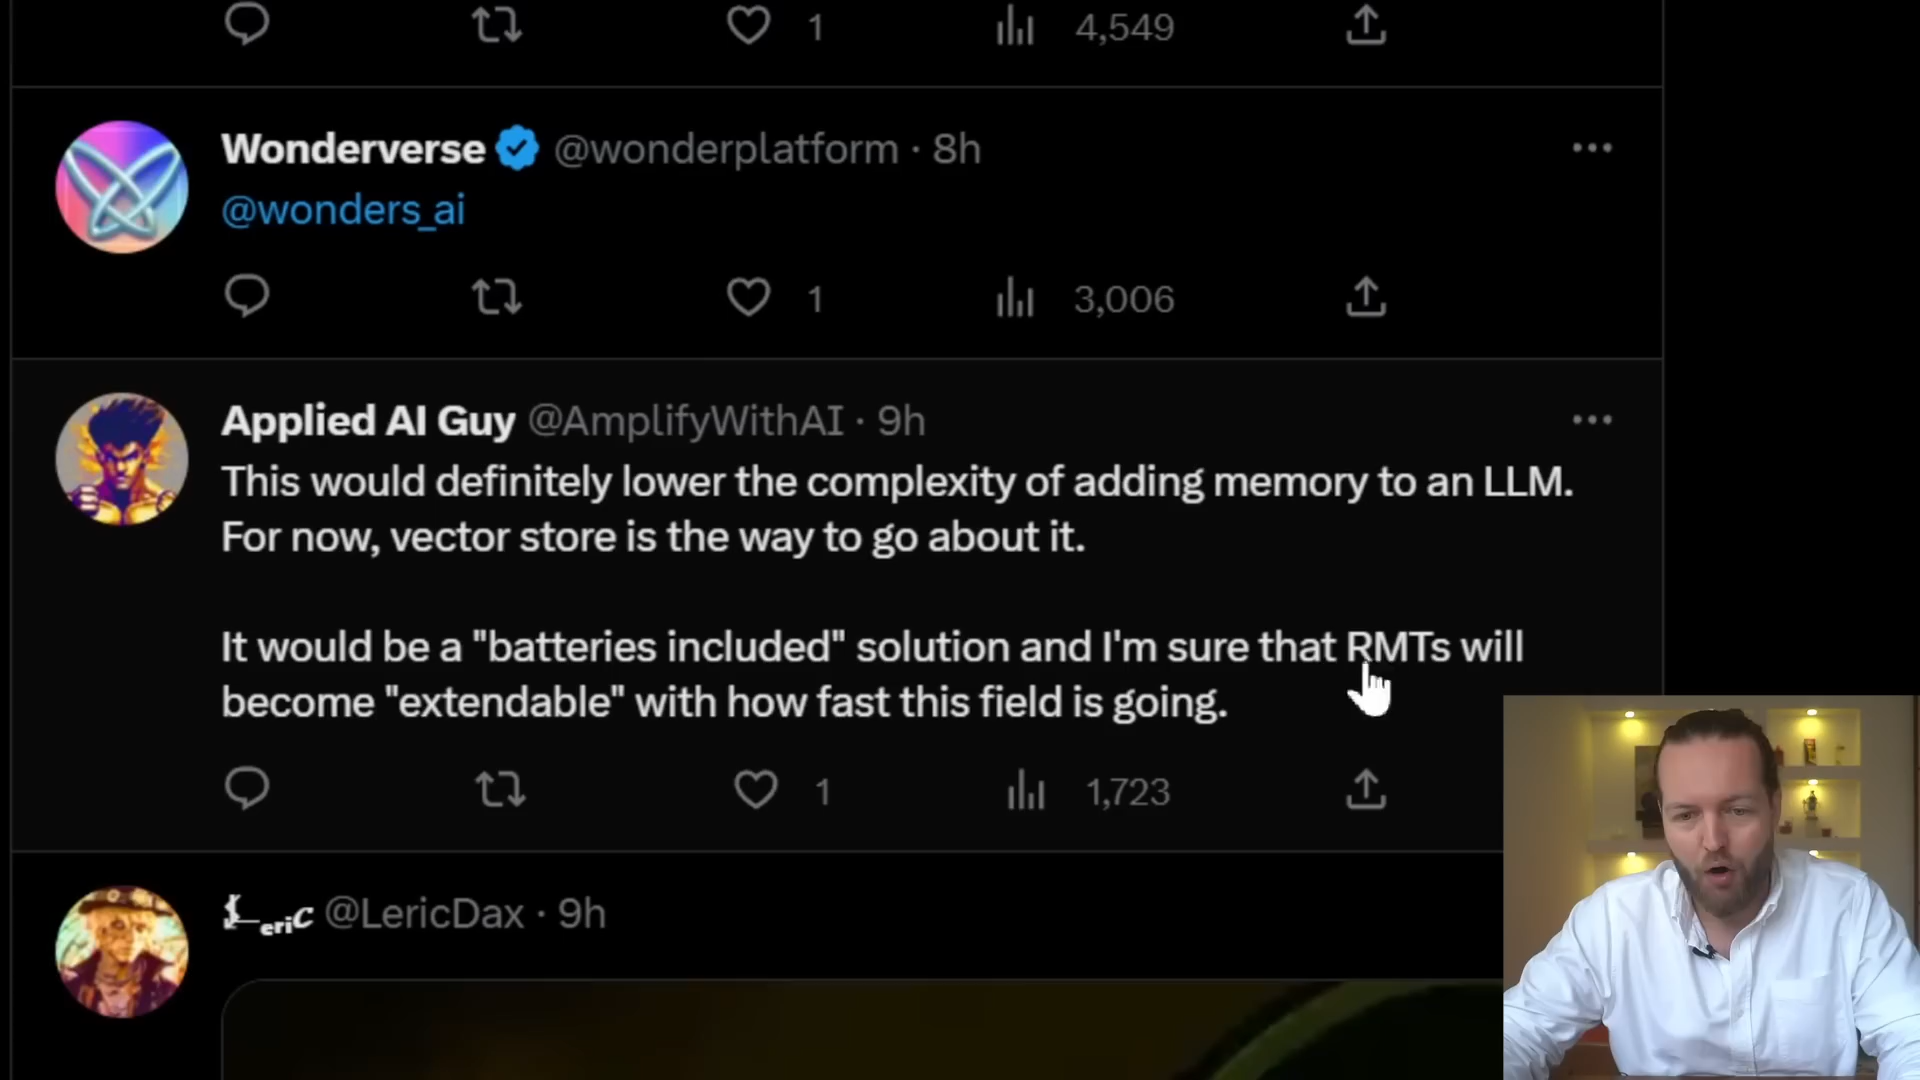 1 4,549
Wonderverse @wonderplatform · 8h
@wonders_ai
1 3,006
Applied AI Guy @AmplifyWithAI · 9h
This would definitely lower the complexity of adding memory to an LLM.
For now, vector store is the way to go about it.
It would be a "batteries included" solution and I'm sure that RMTs will
become "extendable" with how fast this field is going.
1 1,723
LeriC @LericDax · 9h